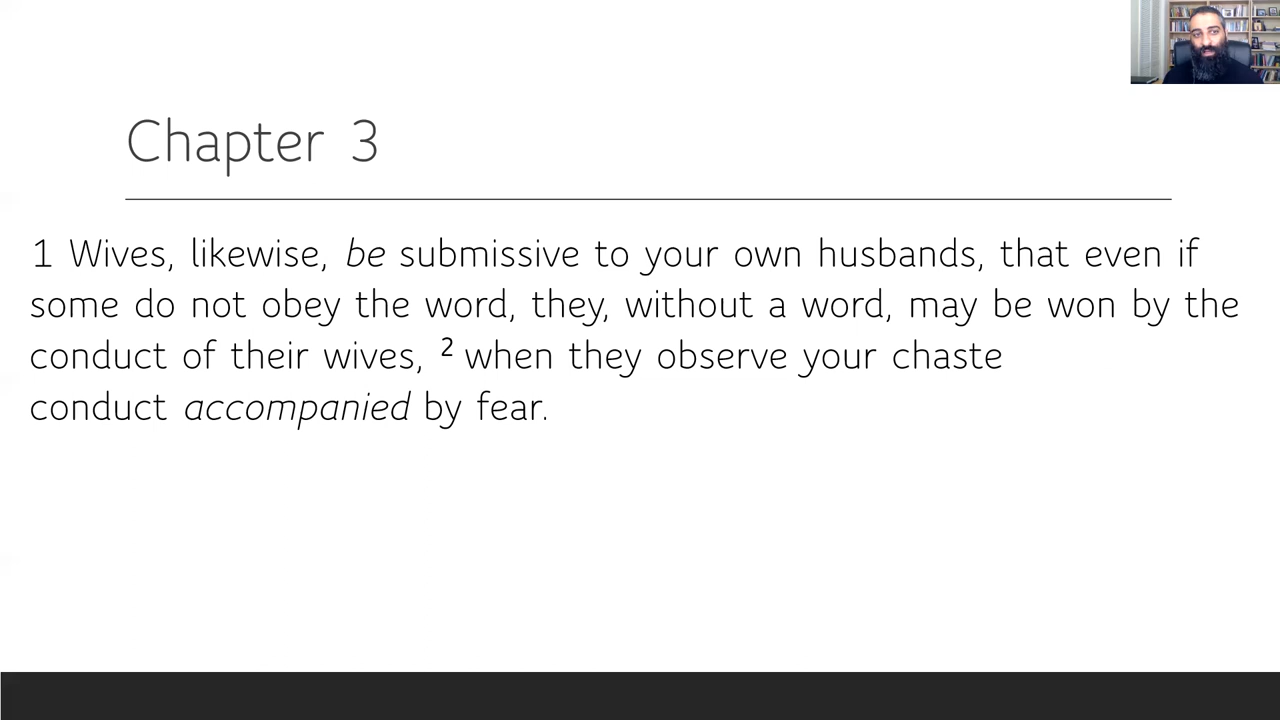 Chapter 3
1 Wives, likewise, be submissive to your own husbands, that even if
some do not obey the word, they, without a word, may be won by the
conduct of their wives, ² when they observe your chaste
conduct accompanied by fear.